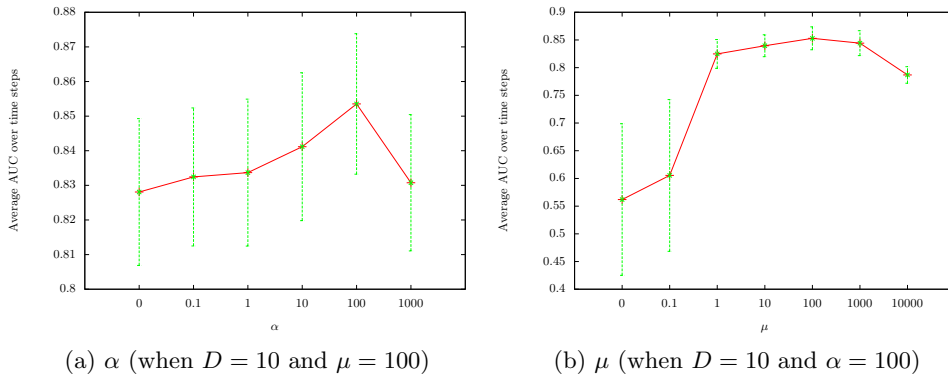 0.88
0.87
0.86
0.85
0.84
0.83
0.82
0.81
0.8
Average AUC over time steps
0 0.1 1 10 100 1000
α
(a) α (when D = 10 and μ = 100)
0.9
0.85
0.8
0.75
0.7
0.65
0.6
0.55
0.5
0.45
0.4
Average AUC over time steps
0 0.1 1 10 100 1000 10000
μ
(b) μ (when D = 10 and α = 100)